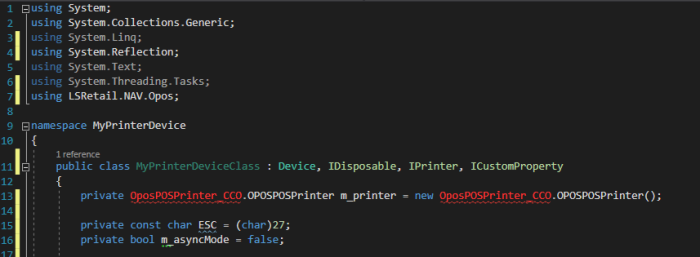 1 using System;
2 using System.Collections.Generic;
3 using System.Linq;
4 using System.Reflection;
5 using System.Text;
6 using System.Threading.Tasks;
7 using LSRetail.NAV.Opos;
8
9 namespace MyPrinterDevice
10 {
1 reference
11 public class MyPrinterDeviceClass : Device, IDisposable, IPrinter, ICustomProperty
12 {
13 private OposPOSPrinter_CCO.OPOSPOSPrinter m_printer = new OposPOSPrinter_CCO.OPOSPOSPrinter();
14
15 private const char ESC = (char)27;
16 private bool m_asyncMode = false;
17